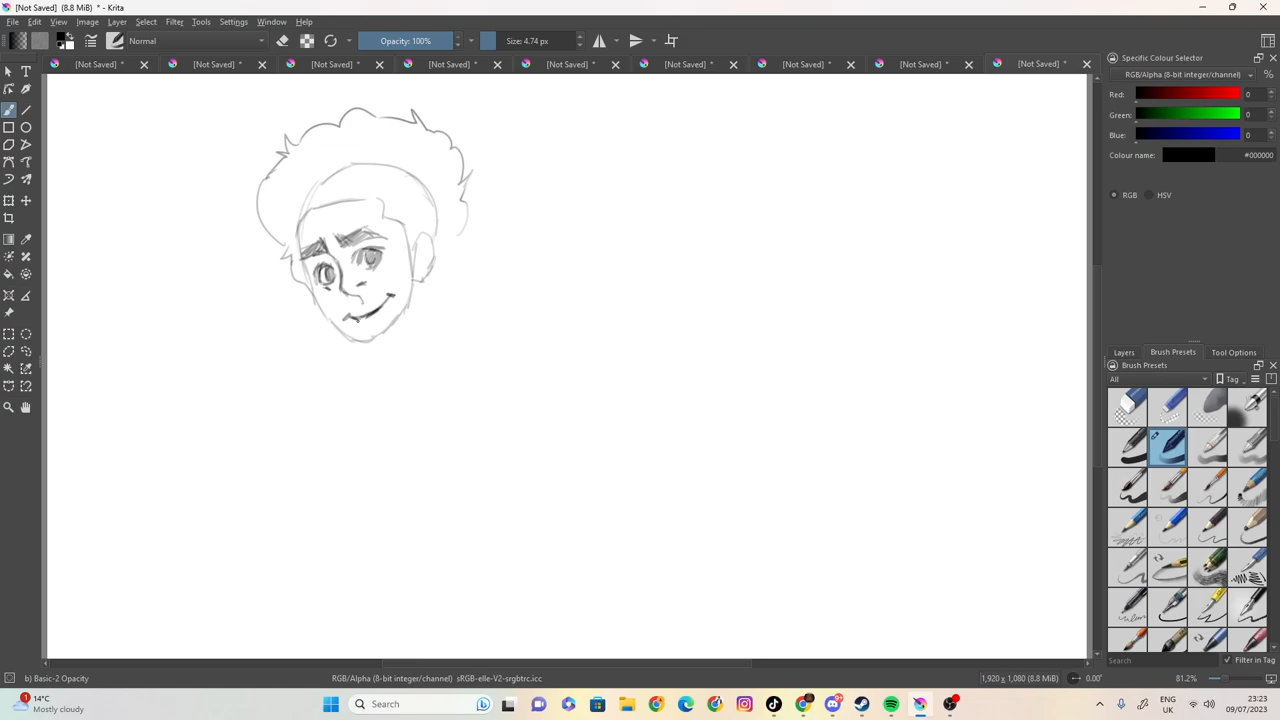 [Not Saved] (8.8 MiB) * - Krita
File Edit View Image Layer Select Filter Tools Settings Window Help
Normal Opacity: 100% Size: 4.74 px
[Not Saved] * [Not Saved] * [Not Saved] * [Not Saved] * [Not Saved] * [Not Saved] * [Not Saved] * [Not Saved] * [Not Saved] *
Specific Colour Selector
RGB/Alpha (8-bit integer/channel) %
Red: 0
Green: 0
Blue: 0
Colour name: #000000
RGB HSV
Layers Brush Presets Tool Options
Brush Presets
All Tag
Search Filter in Tag
b) Basic-2 Opacity RGB/Alpha (8-bit integer/channel) sRGB-elle-V2-srgbtrc.icc 1,920 x 1,080 (8.8 MiB) 0.00° 81.2%
1 14°C
Mostly cloudy
Search
9+
ENG
UK
23:23
09/07/2023